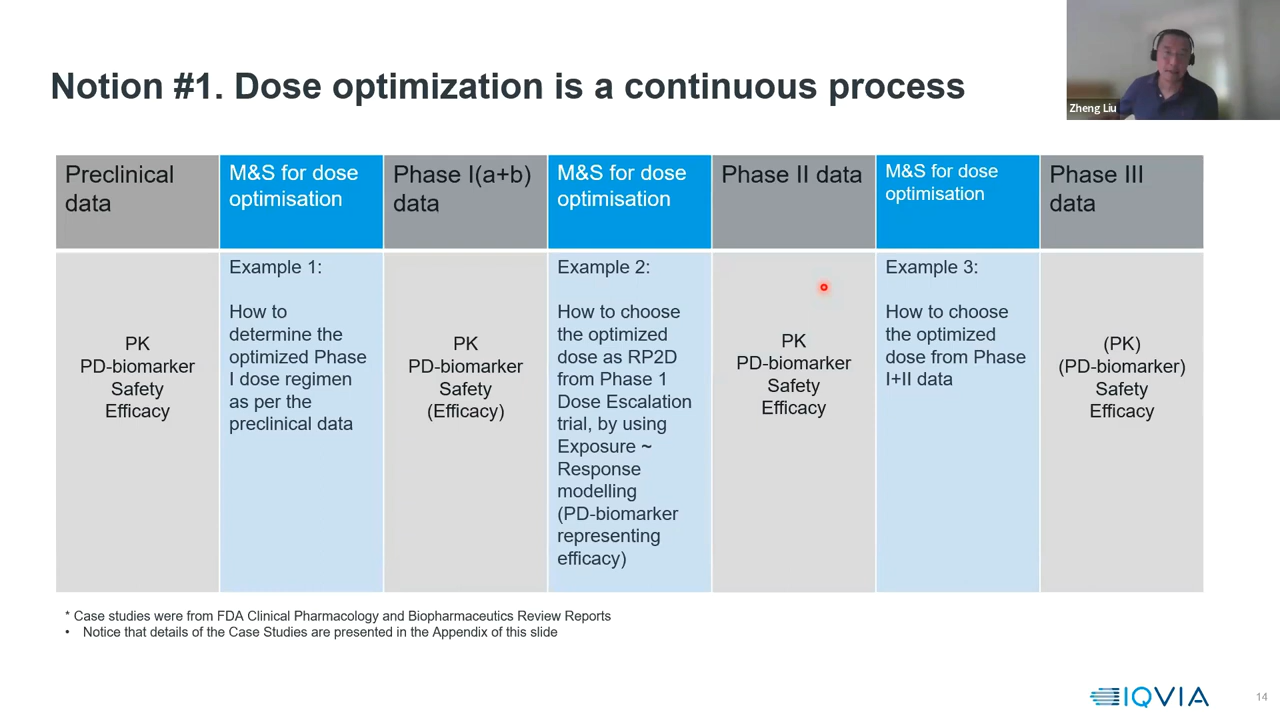 Notion #1. Dose optimization is a continuous process
Zheng Liu
Preclinical
data
M&S for dose
optimisation
Phase I(a+b)
data
M&S for dose
optimisation
Phase II data
M&S for dose
optimisation
Phase III
data
PK
PD-biomarker
Safety
Efficacy
Example 1:
How to
determine the
optimized Phase
I dose regimen
as per the
preclinical data
PK
PD-biomarker
Safety
(Efficacy)
Example 2:
How to choose
the optimized
dose as RP2D
from Phase 1
Dose Escalation
trial, by using
Exposure ~
Response
modelling
(PD-biomarker
representing
efficacy)
PK
PD-biomarker
Safety
Efficacy
Example 3:
How to choose
the optimized
dose from Phase
I+II data
(PK)
(PD-biomarker)
Safety
Efficacy
* Case studies were from FDA Clinical Pharmacology and Biopharmaceutics Review Reports
• Notice that details of the Case Studies are presented in the Appendix of this slide
IQVIA
14